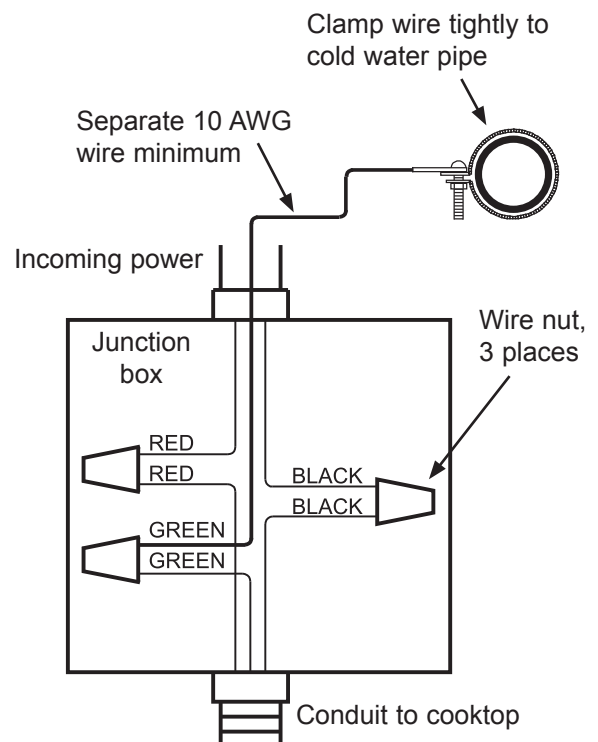 Clamp wire tightly to
cold water pipe
Separate 10 AWG
wire minimum
Incoming power
Junction
box
Wire nut,
3 places
RED
RED
BLACK
BLACK
GREEN
GREEN
Conduit to cooktop